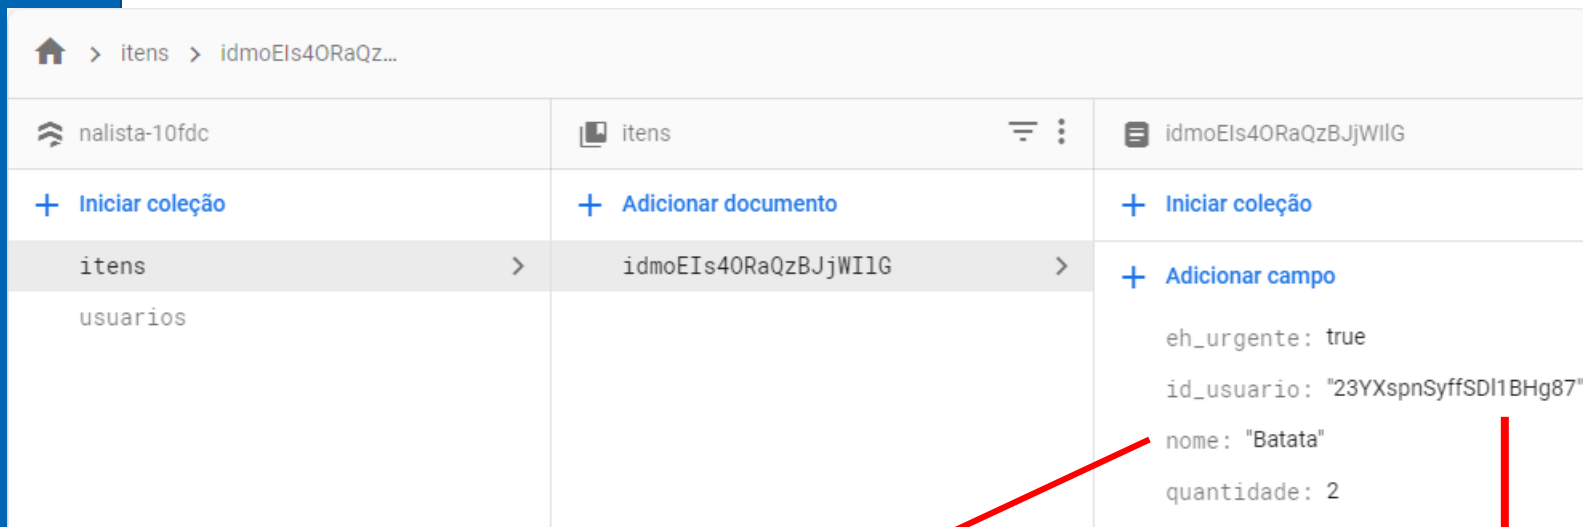 itens idmoEIs4ORaQz...
nalista-10fdc
itens
idmoEIs4ORaQzBJjWIlG
Iniciar coleção
Adicionar documento
Iniciar coleção
itens
idmoEIs4ORaQzBJjWIlG
Adicionar campo
usuarios
eh_urgente: true
id_usuario: "23YXspnSyffSDl1BHg87"
nome: "Batata"
quantidade: 2